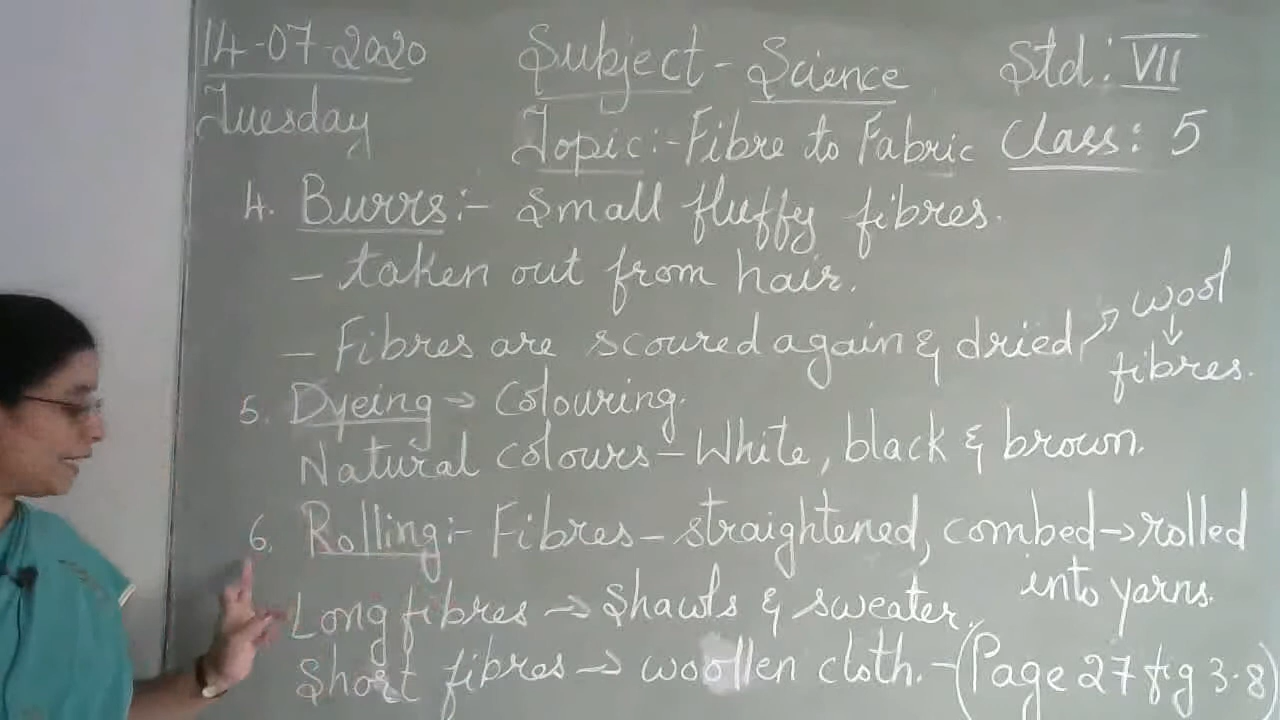 14-07-2020 Subject - Science Std: VII
Tuesday Topic:- Fibre to Fabric Class: 5
4. Burrs:- Small fluffy fibres.
- taken out from hair.
- Fibres are scoured again & dried → wool
↓
fibres.
5. Dyeing → Colouring.
Natural colours - White, black & brown.
6. Rolling:- Fibres - straightened, combed → rolled
into yarns.
Long fibres → Shawls & sweater.
Short fibres → woollen cloth. - (Page 27 fig 3.8)